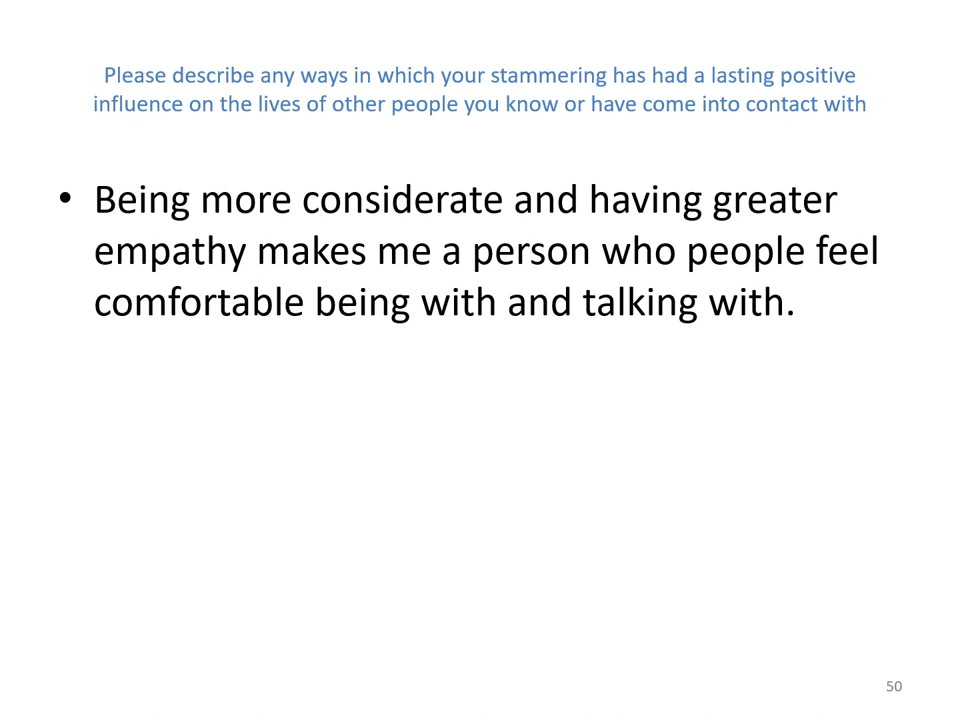 Please describe any ways in which your stammering has had a lasting positive
influence on the lives of other people you know or have come into contact with
• Being more considerate and having greater
empathy makes me a person who people feel
comfortable being with and talking with.
50